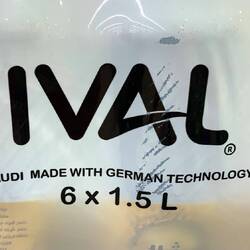 IVAL®
UDI MADE WITH GERMAN TECHNOLOGY
6 x 1.5 L